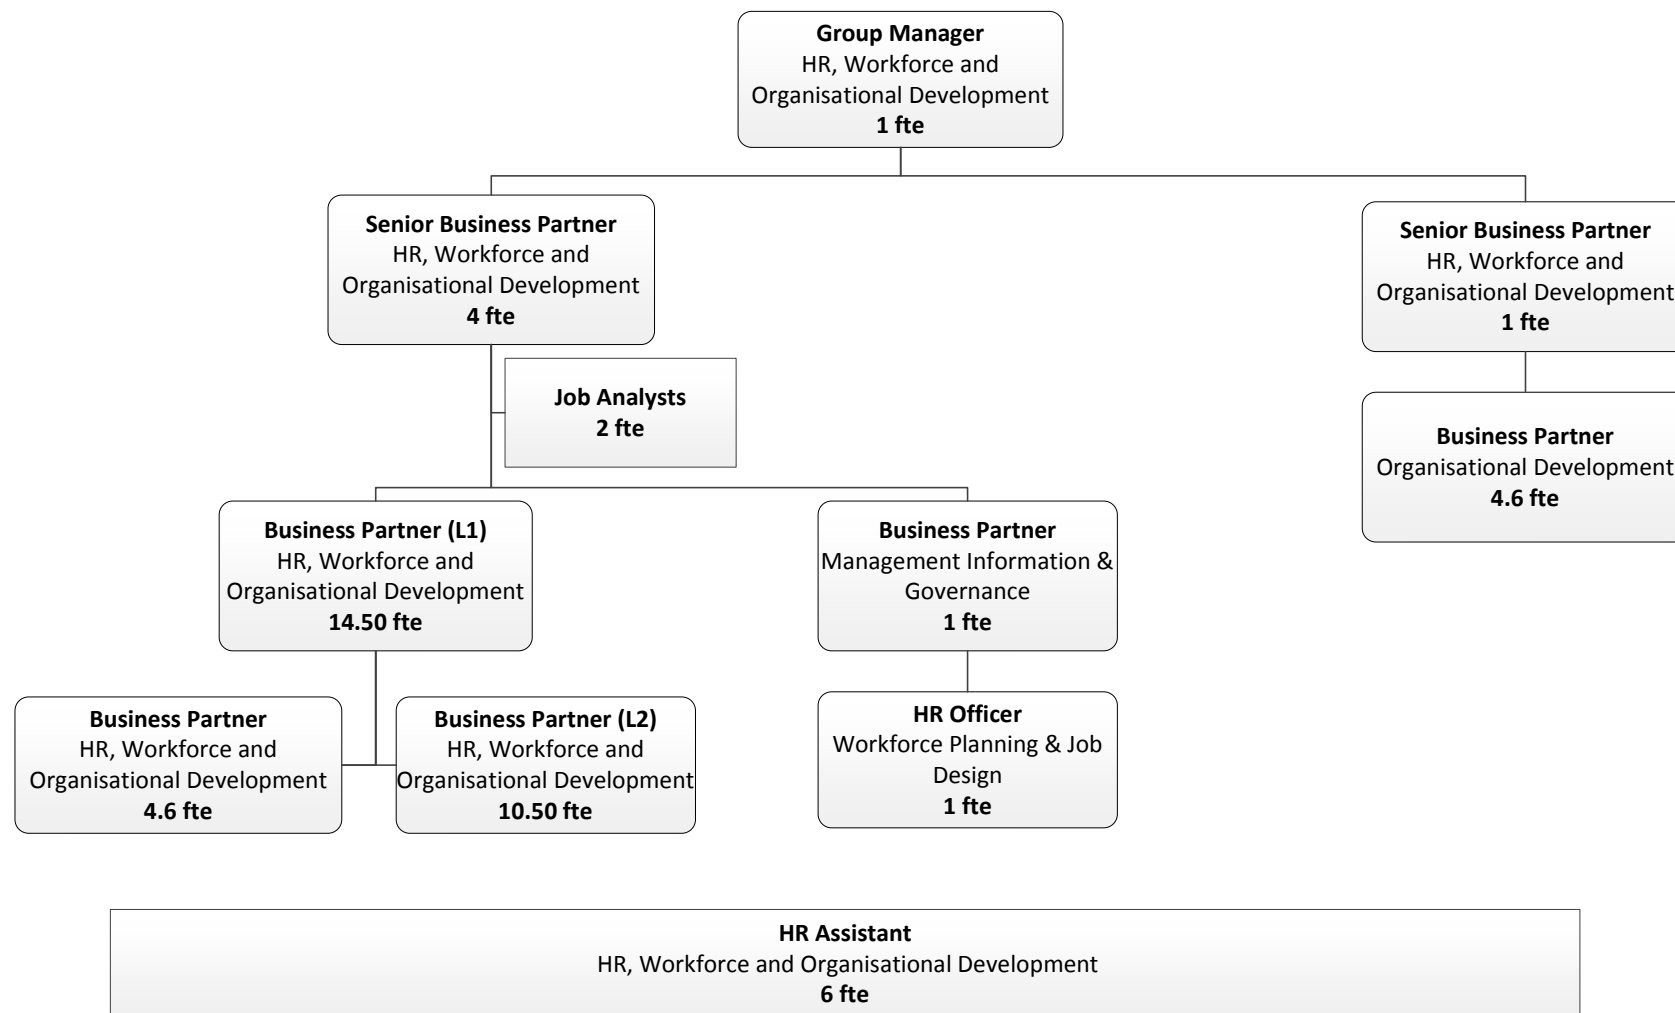 Group Manager
HR, Workforce and
Organisational Development
1 fte
Senior Business Partner
HR, Workforce and
Organisational Development
4 fte
Senior Business Partner
HR, Workforce and
Organisational Development
1 fte
Job Analysts
2 fte
Business Partner
Organisational Development
4.6 fte
Business Partner (L1)
HR, Workforce and
Organisational Development
14.50 fte
Business Partner
Management Information &
Governance
1 fte
Business Partner
HR, Workforce and
Organisational Development
4.6 fte
Business Partner (L2)
HR, Workforce and
Organisational Development
10.50 fte
HR Officer
Workforce Planning & Job
Design
1 fte
HR Assistant
HR, Workforce and Organisational Development
6 fte